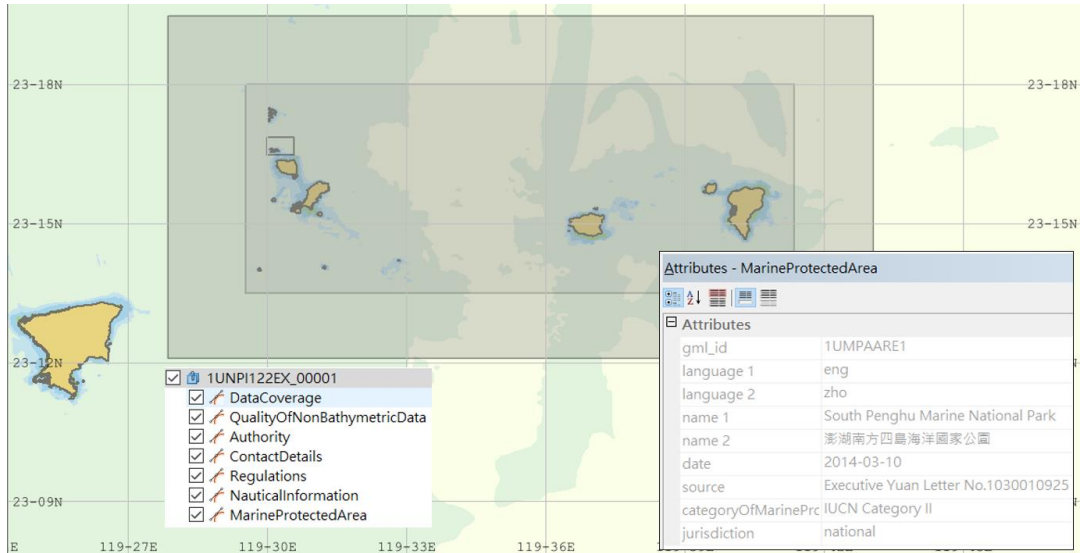 23-18N
23-18N
23-15N
23-15N
Attributes - MarineProtectedArea
Attributes
gml_id 1UMPAARE1
language 1 eng
language 2 zho
name 1 South Penghu Marine National Park
name 2 澎湖南方四島海洋國家公園
date 2014-03-10
source Executive Yuan Letter No.1030010925
categoryOfMarinePrc IUCN Category II
jurisdiction national
23-12N
1UNPI122EX_00001
DataCoverage
QualityOfNonBathymetricData
Authority
ContactDetails
Regulations
NauticalInformation
MarineProtectedArea
23-09N
E
119-27E
119-30E
119-33E
119-36E